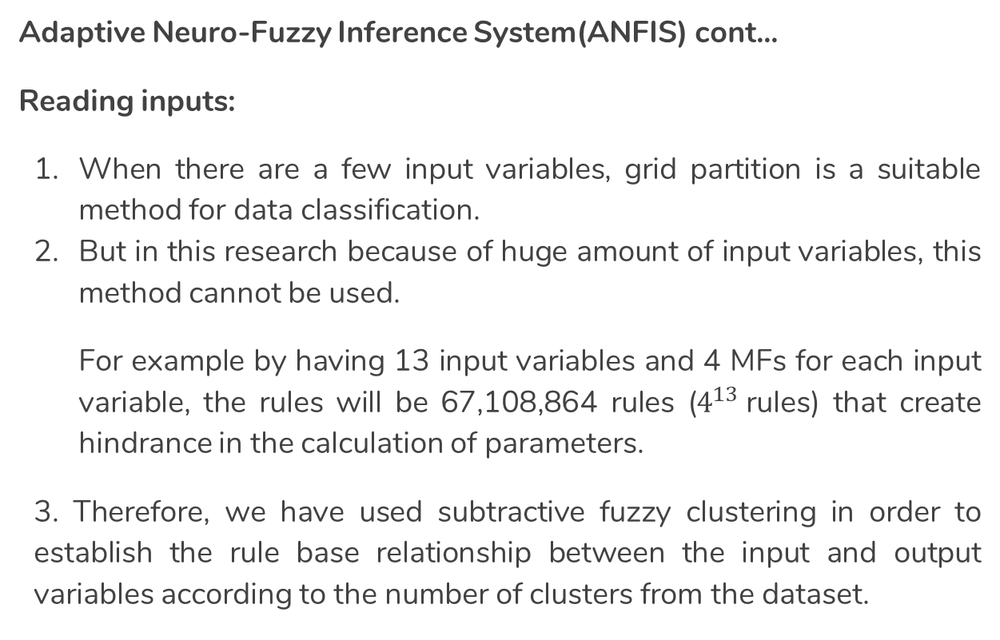 Adaptive Neuro-Fuzzy Inference System(ANFIS) cont...
Reading inputs:
1. When there are a few input variables, grid partition is a suitable
method for data classification.
2. But in this research because of huge amount of input variables, this
method cannot be used.
For example by having 13 input variables and 4 MFs for each input
variable, the rules will be 67,108,864 rules (4¹³ rules) that create
hindrance in the calculation of parameters.
3. Therefore, we have used subtractive fuzzy clustering in order to
establish the rule base relationship between the input and output
variables according to the number of clusters from the dataset.